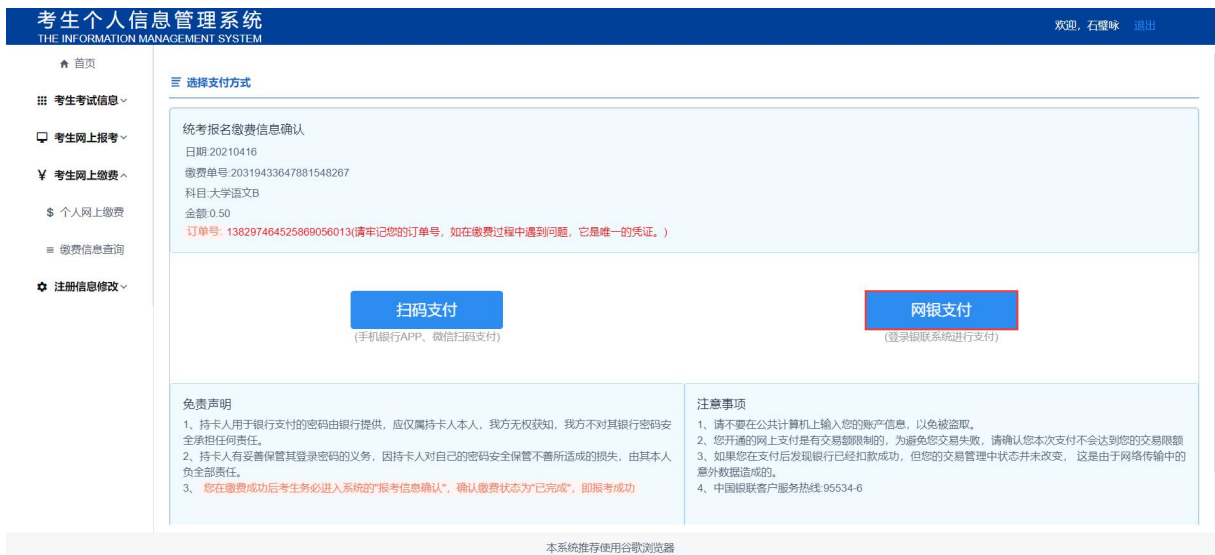 考生个人信息管理系统
THE INFORMATION MANAGEMENT SYSTEM
欢迎, 石璧咏 退出
首页
选择支付方式
考生考试信息
考生网上报考
考生网上缴费
$ 个人网上缴费
缴费信息查询
注册信息修改
统考报名缴费信息确认
日期:20210416
缴费单号:20319433647881548267
科目:大学语文B
金额:0.50
订单号: 138297464525869056013(请牢记您的订单号，如在缴费过程中遇到问题，它是唯一的凭证。)
扫码支付
(手机银行APP、微信扫码支付)
网银支付
(登录银联系统进行支付)
免责声明
1、持卡人用于银行支付的密码由银行提供，应仅属持卡人本人，我方无权获知，我方不对其银行密码安
全承担任何责任。
2、持卡人有妥善保管其登录密码的义务，因持卡人对自己的密码安全保管不善所适成的损失，由其本人
负全部责任。
3、 您在缴费成功后考生务必进入系统的"报考信息确认"，确认缴费状态为"已完成"，即报考成功
注意事项
1、请不要在公共计算机上输入您的账产信息，以免被盗取。
2、您开通的网上支付是有交易额限制的，为避免您交易失败，请确认您本次支付不会达到您的交易限额
3、如果您在支付后发现银行已经扣款成功，但您的交易管理中状态并未改变， 这是由于网络传输中的
意外数据造成的。
4、中国银联客户服务热线:95534-6
本系统推荐使用谷歌浏览器